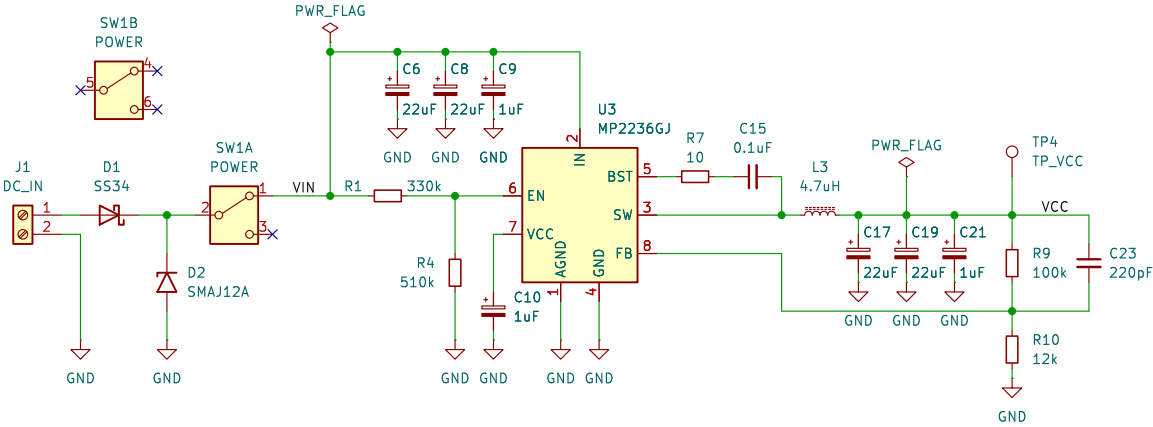 PWR_FLAG
SW1B
POWER
4
5
6
C6
22uF
GND
C8
22uF
GND
C9
1uF
GND
J1
DC_IN
1
2
D1
SS34
SW1A
POWER
1
2
3
VIN
R1
330k
D2
SMAJ12A
GND
GND
R4
510k
GND
C10
1uF
GND
U3
MP2236GJ
2
IN
6
EN
7
VCC
5
BST
3
SW
8
FB
1
AGND
4
GND
GND
GND
R7
10
C15
0.1uF
L3
4.7uH
PWR_FLAG
TP4
TP_VCC
VCC
C17
22uF
GND
C19
22uF
GND
C21
1uF
GND
R9
100k
C23
220pF
R10
12k
GND